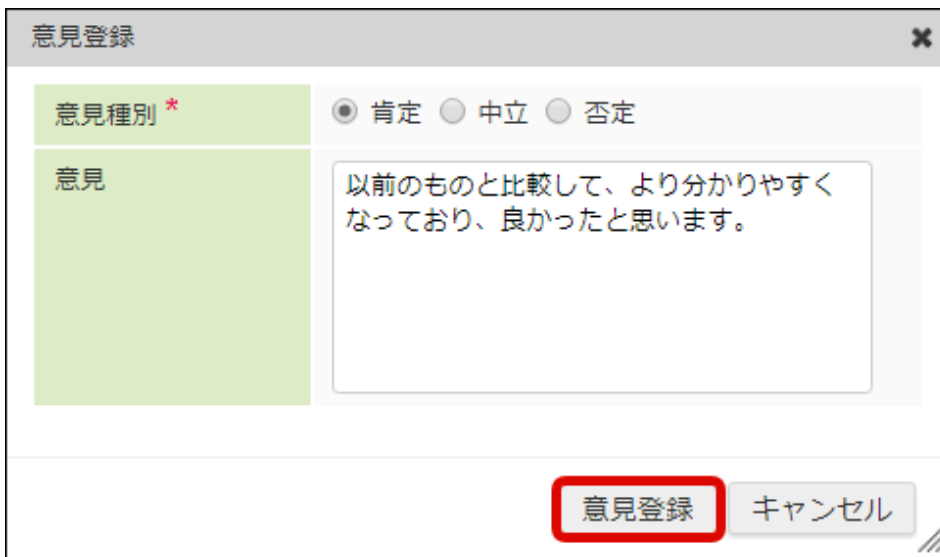 意見登録
意見種別 *
肯定 中立 否定
意見
以前のものと比較して、より分かりやすく
なっており、良かったと思います。
意見登録 キャンセル